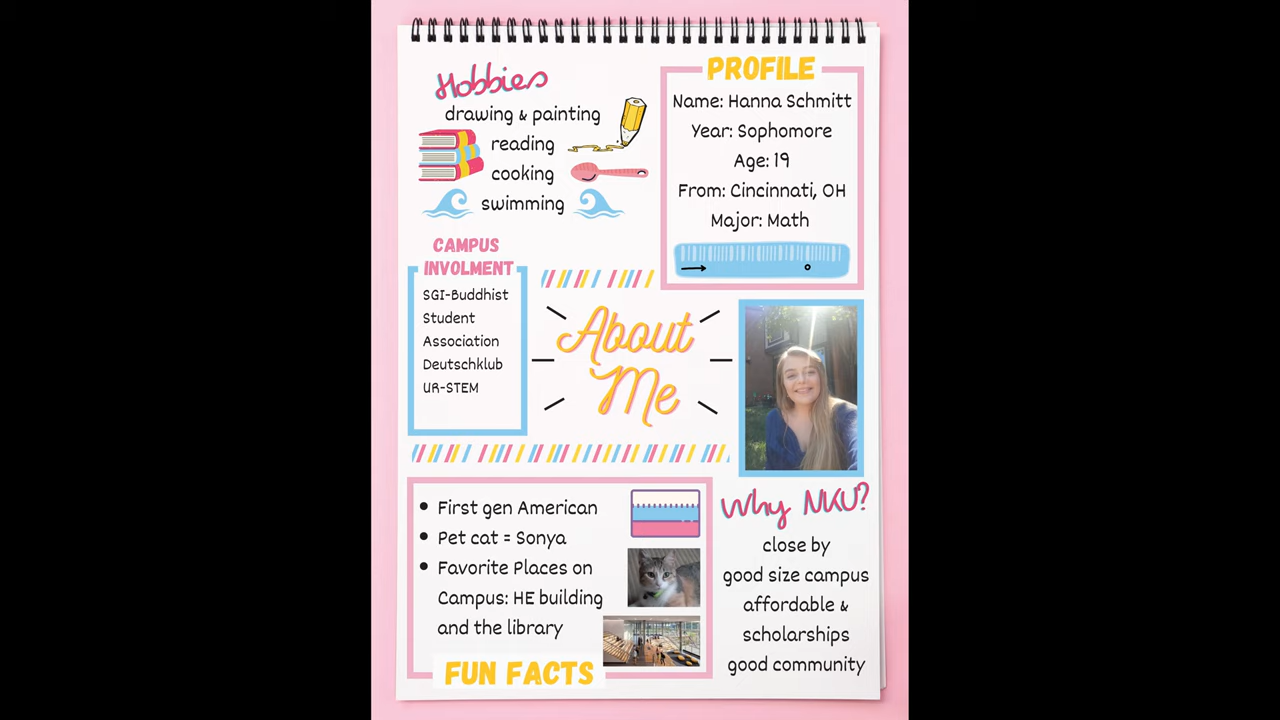 Hobbies
drawing & painting
reading
cooking
swimming
PROFILE
Name: Hanna Schmitt
Year: Sophomore
Age: 19
From: Cincinnati, OH
Major: Math
CAMPUS
INVOLMENT
SGI-Buddhist
Student
Association
Deutschklub
UR-STEM
About
Me
First gen American
Pet cat = Sonya
Favorite Places on
Campus: HE building
and the library
FUN FACTS
Why NKU?
close by
good size campus
affordable &
scholarships
good community